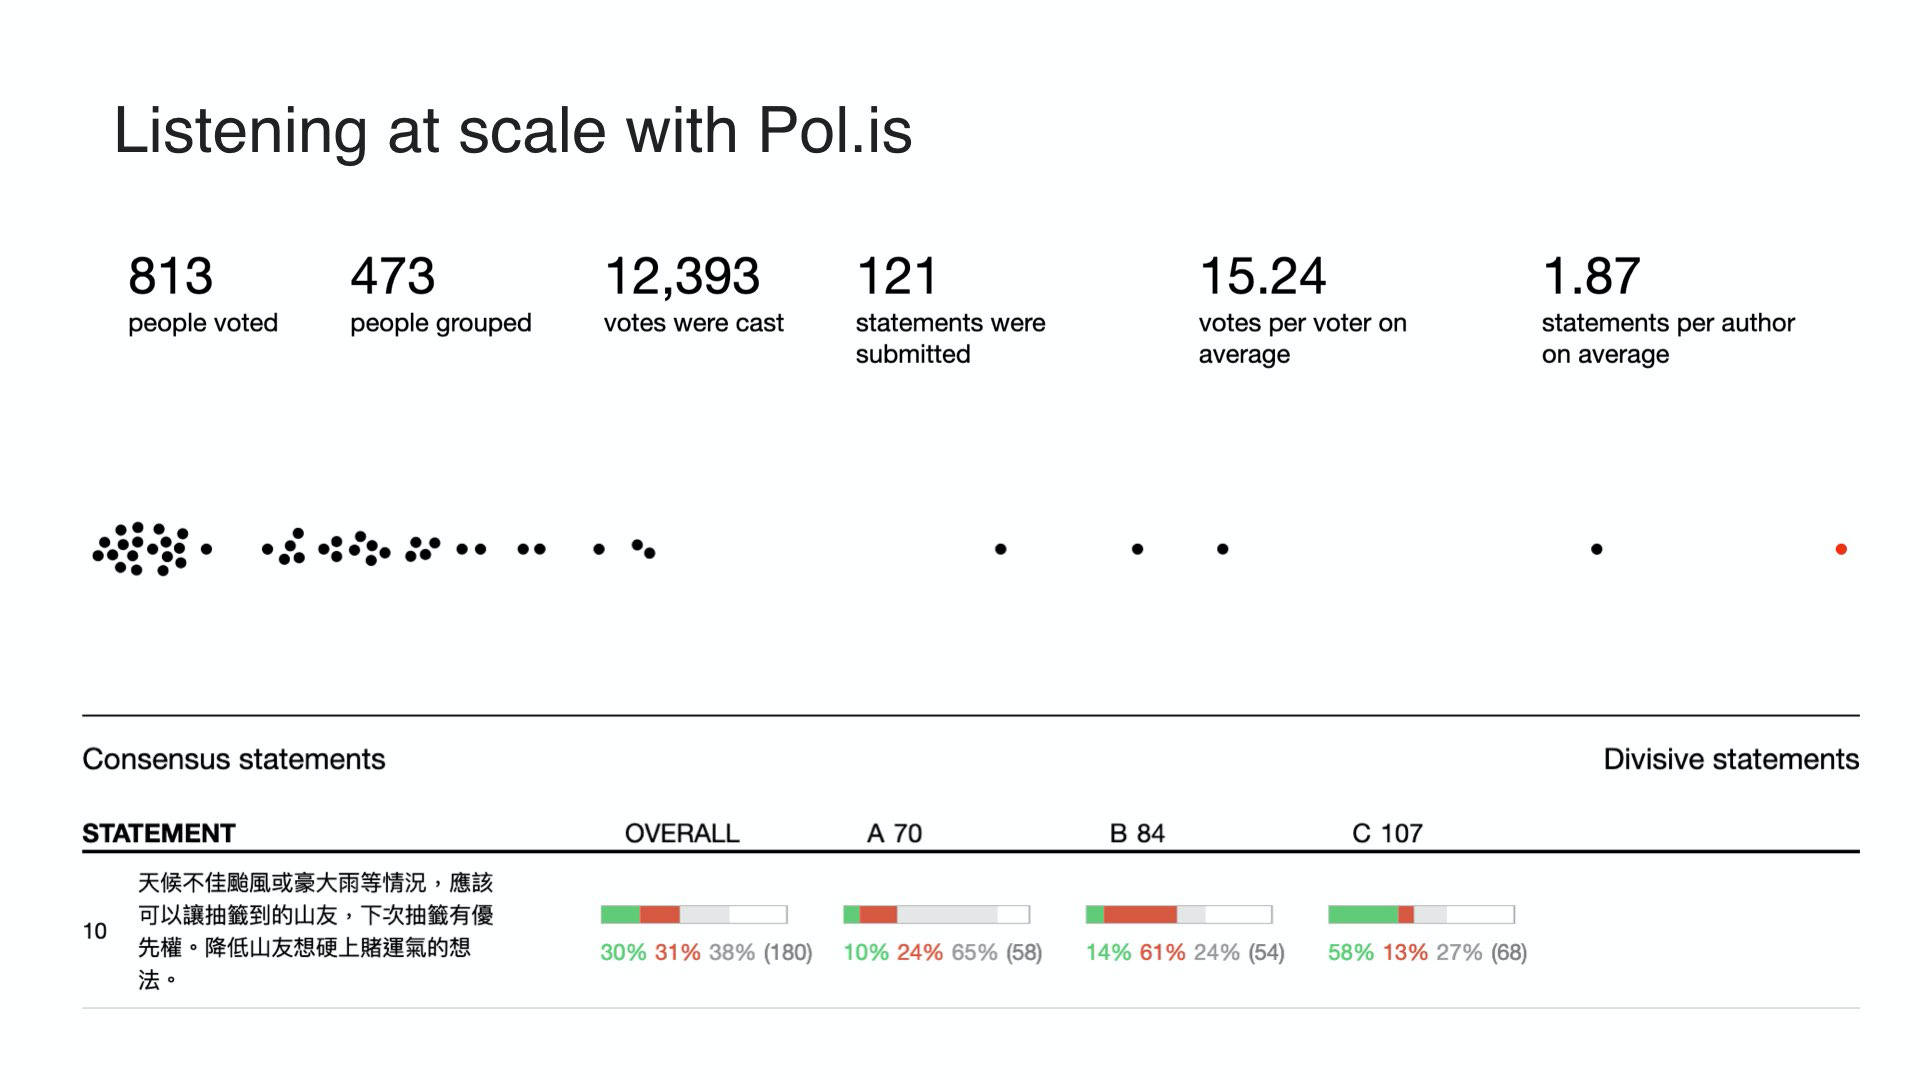 Listening at scale with Pol.is
813
people voted
473
people grouped
12,393
votes were cast
121
statements were
submitted
15.24
votes per voter on
average
1.87
statements per author
on average
Consensus statements
Divisive statements
STATEMENT OVERALL A 70 B 84 C 107
10
天候不佳颱風或豪大雨等情況，應該
可以讓抽籤到的山友，下次抽籤有優
先權。降低山友想硬上賭運氣的想
法。
30% 31% 38% (180)
10% 24% 65% (58)
14% 61% 24% (54)
58% 13% 27% (68)